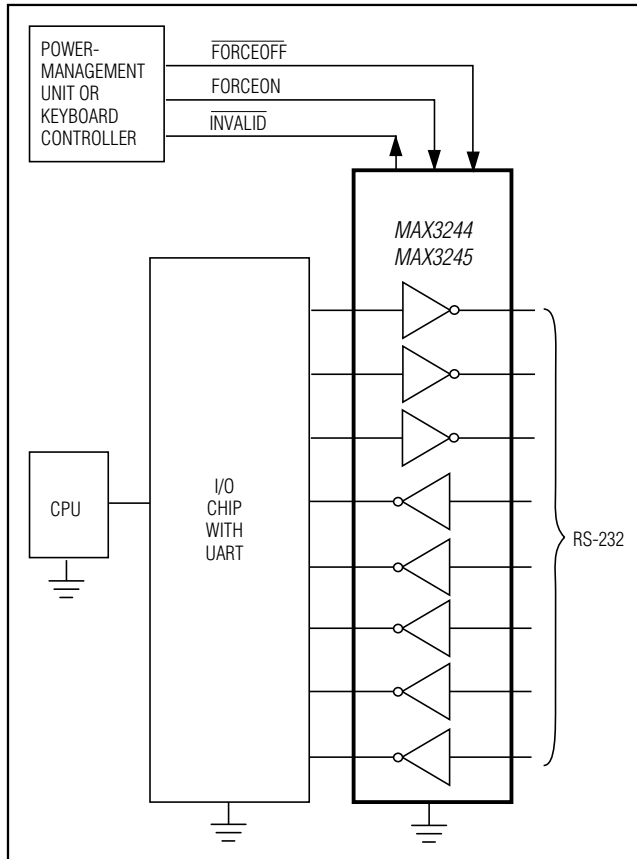 POWER-
MANAGEMENT
UNIT OR
KEYBOARD
CONTROLLER
FORCEOFF
FORCEON
INVALID
MAX3244
MAX3245
CPU
I/O
CHIP
WITH
UART
RS-232